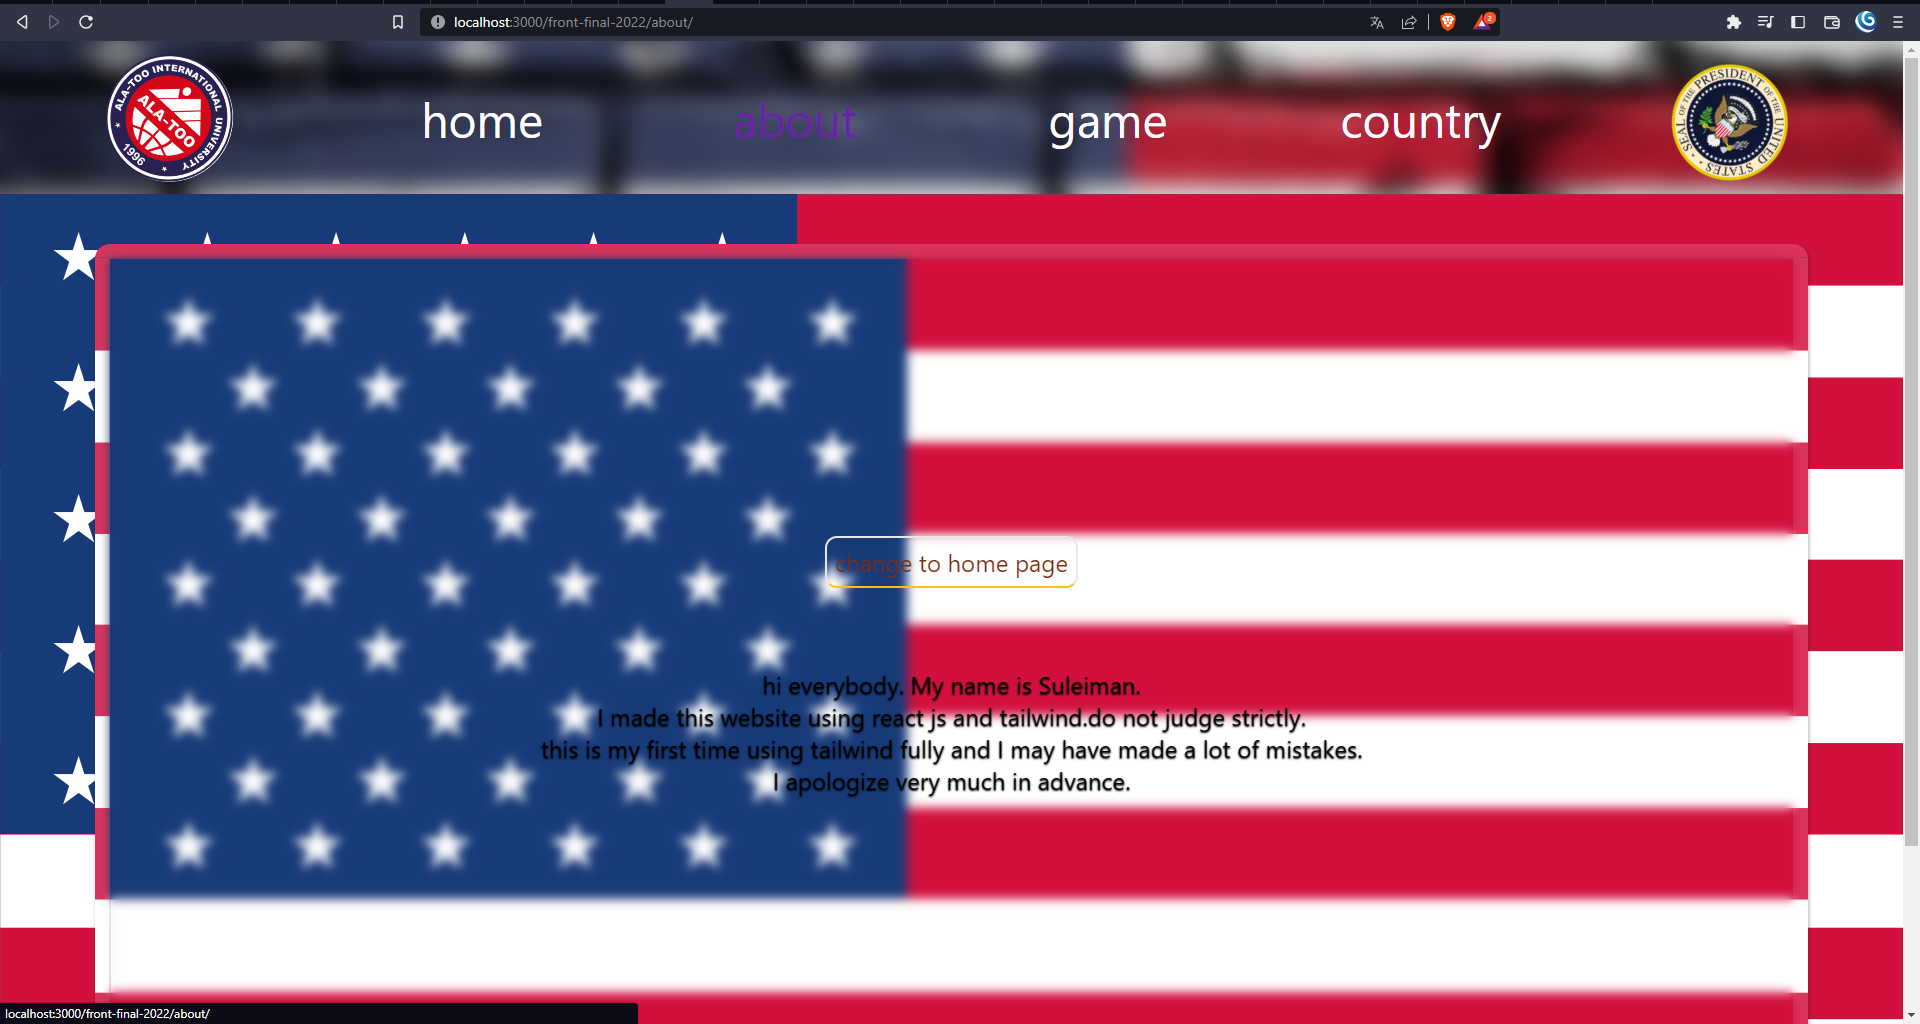 localhost:3000/front-final-2022/about/
2
ALA-TOO INTERNATIONAL UNIVERSITY
ALA-TOO
1996
home
about
game
country
SEAL OF THE PRESIDENT OF THE UNITED STATES
change to home page
hi everybody. My name is Suleiman.
I made this website using react js and tailwind.do not judge strictly.
this is my first time using tailwind fully and I may have made a lot of mistakes.
I apologize very much in advance.
localhost:3000/front-final-2022/about/